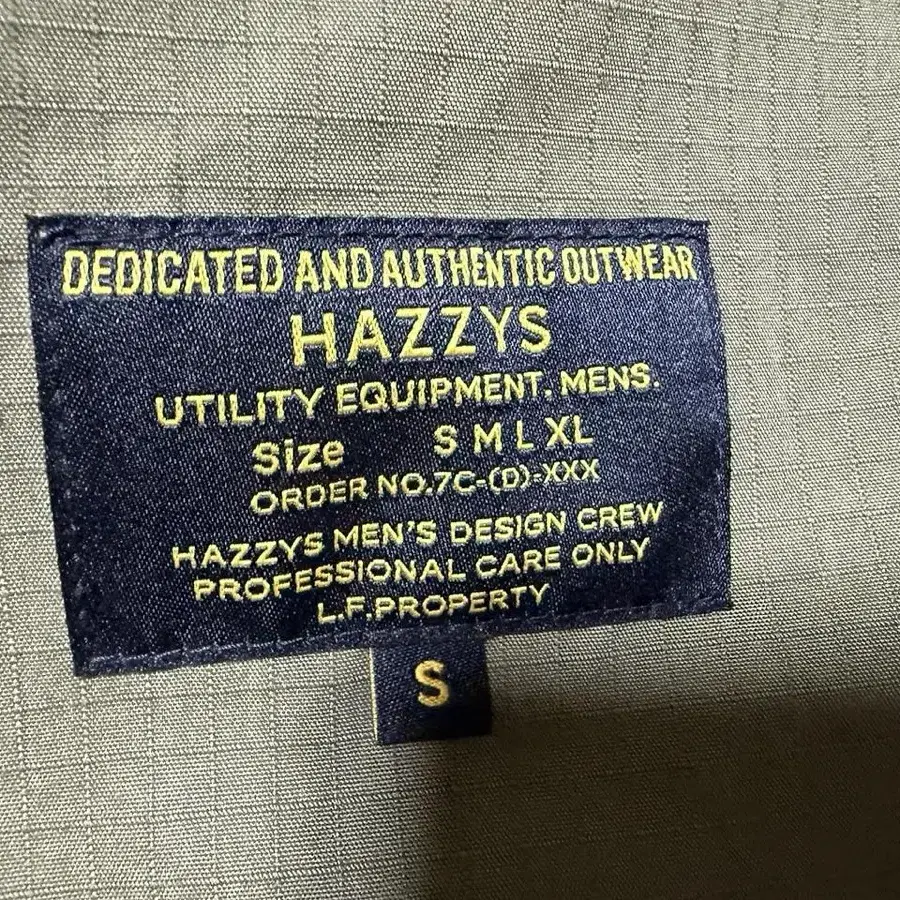 DEDICATED AND AUTHENTIC OUTWEAR
HAZZYS
UTILITY EQUIPMENT. MENS.
Size S M L XL
ORDER NO.7C-(D)-XXX
HAZZYS MEN'S DESIGN CREW
PROFESSIONAL CARE ONLY
L.F.PROPERTY
S